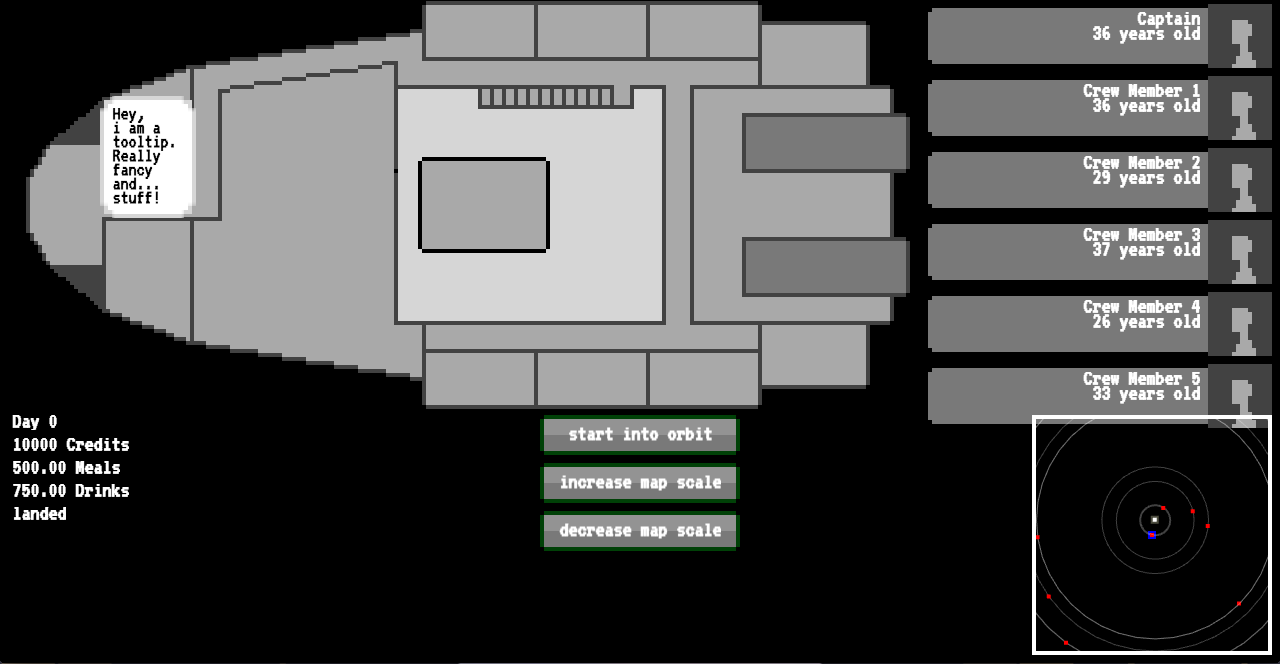 Captain
36 years old
Crew Member 1
36 years old
Crew Member 2
29 years old
Crew Member 3
37 years old
Crew Member 4
26 years old
Crew Member 5
33 years old
Hey,
i am a
tooltip.
Really
fancy
and...
stuff!
Day 0
10000 Credits
500.00 Meals
750.00 Drinks
landed
start into orbit
increase map scale
decrease map scale